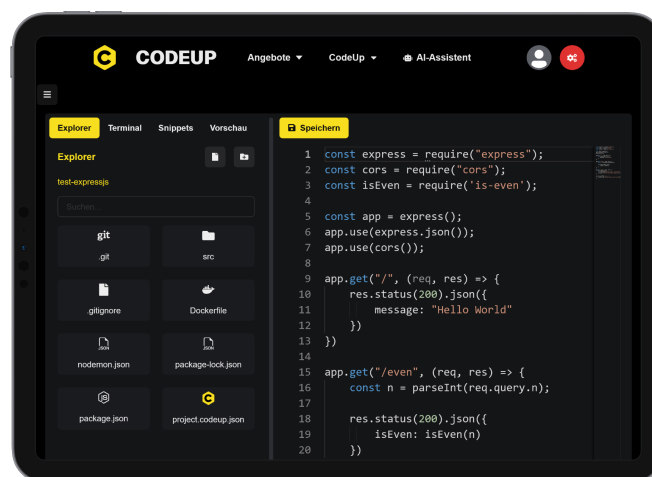 CODEUP
Angebote
CodeUp
AI-Assistent
Explorer
Terminal
Snippets
Vorschau
Speichern
Explorer
test-expressjs
Suchen...
git
.git
src
.gitignore
Dockerfile
JSON
nodemon.json
JSON
package-lock.json
JS
package.json
C
project.codeup.json
1 const express = require("express");
2 const cors = require("cors");
3 const isEven = require('is-even');
4
5 const app = express();
6 app.use(express.json());
7 app.use(cors());
8
9 app.get("/", (req, res) => {
10 res.status(200).json({
11 message: "Hello World"
12 })
13 })
14
15 app.get("/even", (req, res) => {
16 const n = parseInt(req.query.n);
17
18 res.status(200).json({
19 isEven: isEven(n)
20 })